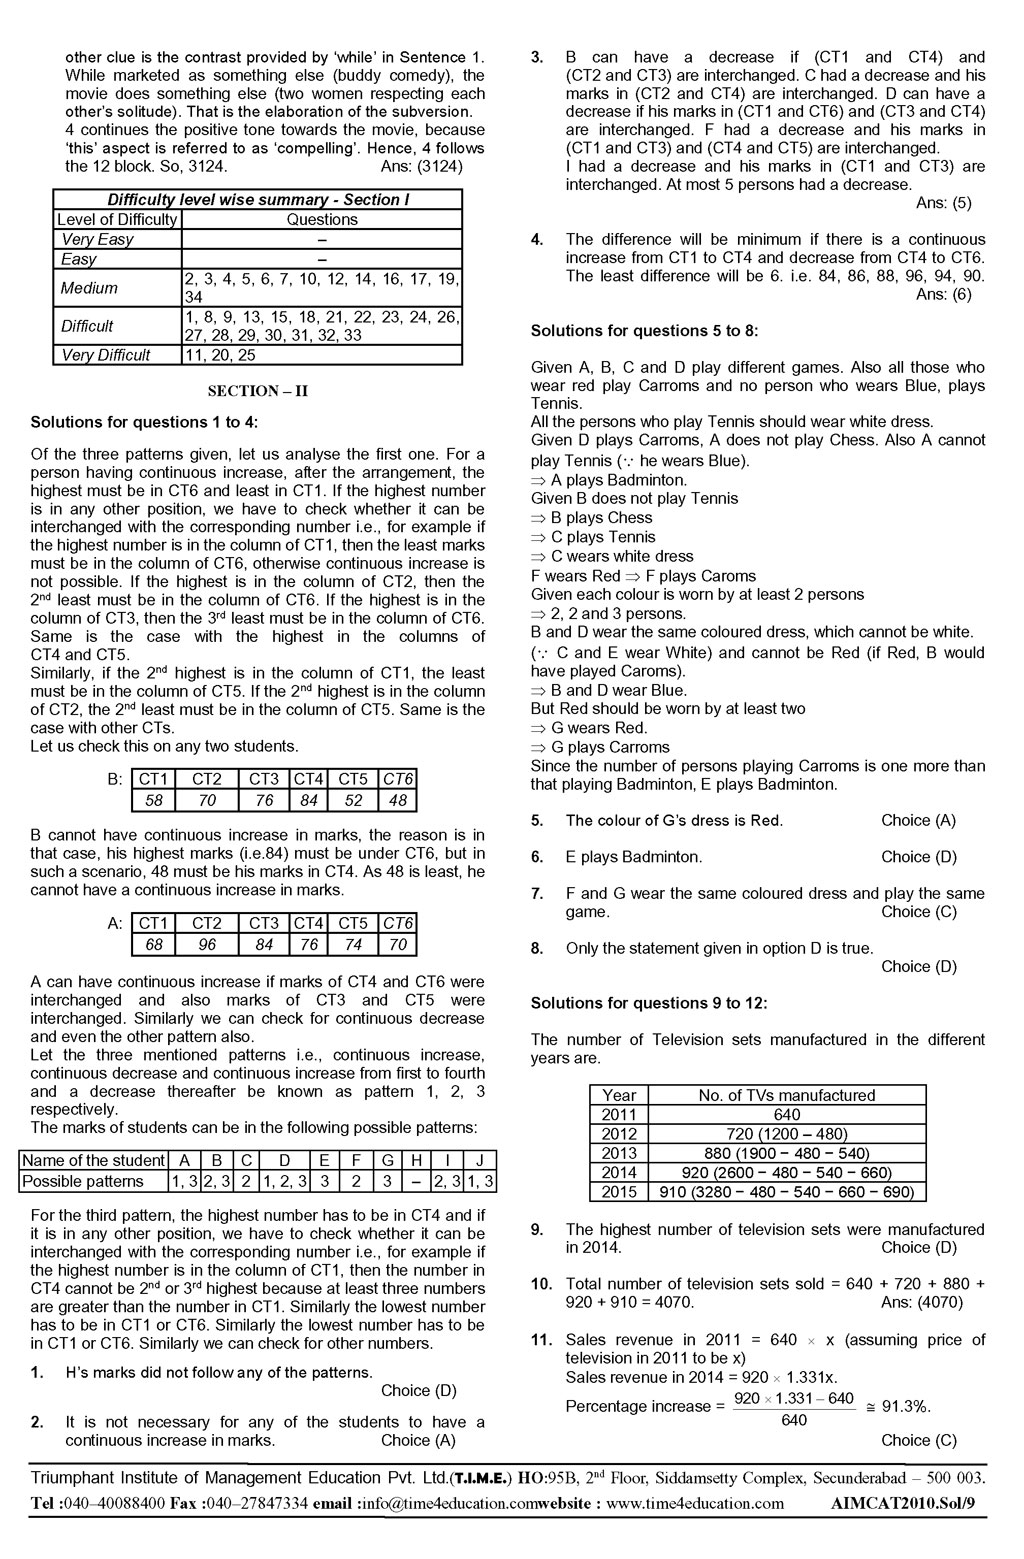 other clue is the contrast provided by ‘while’ in Sentence 1.
While marketed as something else (buddy comedy), the
movie does something else (two women respecting each
other’s solitude). That is the elaboration of the subversion.
4 continues the positive tone towards the movie, because
‘this’ aspect is referred to as ‘compelling’. Hence, 4 follows
the 12 block. So, 3124. Ans: (3124)
Difficulty level wise summary - Section I
Level of Difficulty Questions
Very Easy –
Easy –
Medium 2, 3, 4, 5, 6, 7, 10, 12, 14, 16, 17, 19,
34
Difficult 1, 8, 9, 13, 15, 18, 21, 22, 23, 24, 26,
27, 28, 29, 30, 31, 32, 33
Very Difficult 11, 20, 25
SECTION – II
Solutions for questions 1 to 4:
Of the three patterns given, let us analyse the first one. For a
person having continuous increase, after the arrangement, the
highest must be in CT6 and least in CT1. If the highest number
is in any other position, we have to check whether it can be
interchanged with the corresponding number i.e., for example if
the highest number is in the column of CT1, then the least marks
must be in the column of CT6, otherwise continuous increase is
not possible. If the highest is in the column of CT2, then the
2nd least must be in the column of CT6. If the highest is in the
column of CT3, then the 3rd least must be in the column of CT6.
Same is the case with the highest in the columns of
CT4 and CT5.
Similarly, if the 2nd highest is in the column of CT1, the least
must be in the column of CT5. If the 2nd highest is in the column
of CT2, the 2nd least must be in the column of CT5. Same is the
case with other CTs.
Let us check this on any two students.
B: CT1 CT2 CT3 CT4 CT5 CT6
58 70 76 84 52 48
B cannot have continuous increase in marks, the reason is in
that case, his highest marks (i.e.84) must be under CT6, but in
such a scenario, 48 must be his marks in CT4. As 48 is least, he
cannot have a continuous increase in marks.
A: CT1 CT2 CT3 CT4 CT5 CT6
68 96 84 76 74 70
A can have continuous increase if marks of CT4 and CT6 were
interchanged and also marks of CT3 and CT5 were
interchanged. Similarly we can check for continuous decrease
and even the other pattern also.
Let the three mentioned patterns i.e., continuous increase,
continuous decrease and continuous increase from first to fourth
and a decrease thereafter be known as pattern 1, 2, 3
respectively.
The marks of students can be in the following possible patterns:
Name of the student A B C D E F G H I J
Possible patterns 1, 3 2, 3 2 1, 2, 3 3 2 3 – 2, 3 1, 3
For the third pattern, the highest number has to be in CT4 and if
it is in any other position, we have to check whether it can be
interchanged with the corresponding number i.e., for example if
the highest number is in the column of CT1, then the number in
CT4 cannot be 2nd or 3rd highest because at least three numbers
are greater than the number in CT1. Similarly the lowest number
has to be in CT1 or CT6. Similarly the lowest number has to be
in CT1 or CT6. Similarly we can check for other numbers.
1. H’s marks did not follow any of the patterns.
Choice (D)
2. It is not necessary for any of the students to have a
continuous increase in marks. Choice (A)
3. B can have a decrease if (CT1 and CT4) and
(CT2 and CT3) are interchanged. C had a decrease and his
marks in (CT2 and CT4) are interchanged. D can have a
decrease if his marks in (CT1 and CT6) and (CT3 and CT4)
are interchanged. F had a decrease and his marks in
(CT1 and CT3) and (CT4 and CT5) are interchanged.
I had a decrease and his marks in (CT1 and CT3) are
interchanged. At most 5 persons had a decrease.
Ans: (5)
4. The difference will be minimum if there is a continuous
increase from CT1 to CT4 and decrease from CT4 to CT6.
The least difference will be 6. i.e. 84, 86, 88, 96, 94, 90.
Ans: (6)
Solutions for questions 5 to 8:
Given A, B, C and D play different games. Also all those who
wear red play Carroms and no person who wears Blue, plays
Tennis.
All the persons who play Tennis should wear white dress.
Given D plays Carroms, A does not play Chess. Also A cannot
play Tennis (∵ he wears Blue).
⇒ A plays Badminton.
Given B does not play Tennis
⇒ B plays Chess
⇒ C plays Tennis
⇒ C wears white dress
F wears Red ⇒ F plays Caroms
Given each colour is worn by at least 2 persons
⇒ 2, 2 and 3 persons.
B and D wear the same coloured dress, which cannot be white.
(∵ C and E wear White) and cannot be Red (if Red, B would
have played Caroms).
⇒ B and D wear Blue.
But Red should be worn by at least two
⇒ G wears Red.
⇒ G plays Carroms
Since the number of persons playing Carroms is one more than
that playing Badminton, E plays Badminton.
5. The colour of G’s dress is Red. Choice (A)
6. E plays Badminton. Choice (D)
7. F and G wear the same coloured dress and play the same
game. Choice (C)
8. Only the statement given in option D is true.
Choice (D)
Solutions for questions 9 to 12:
The number of Television sets manufactured in the different
years are.
Year No. of TVs manufactured
2011 640
2012 720 (1200 – 480)
2013 880 (1900 − 480 − 540)
2014 920 (2600 − 480 − 540 − 660)
2015 910 (3280 − 480 − 540 − 660 − 690)
9. The highest number of television sets were manufactured
in 2014. Choice (D)
10. Total number of television sets sold = 640 + 720 + 880 +
920 + 910 = 4070. Ans: (4070)
11. Sales revenue in 2011 = 640 × x (assuming price of
television in 2011 to be x)
Sales revenue in 2014 = 920 × 1.331x.
Percentage increase = 920 × 1.331 – 640 / 640 ≅ 91.3%.
Choice (C)
Triumphant Institute of Management Education Pvt. Ltd.(T.I.M.E.) HO:95B, 2nd Floor, Siddamsetty Complex, Secunderabad – 500 003.
Tel :040–40088400 Fax :040–27847334 email :info@time4education.comwebsite : www.time4education.com AIMCAT2010.Sol/9